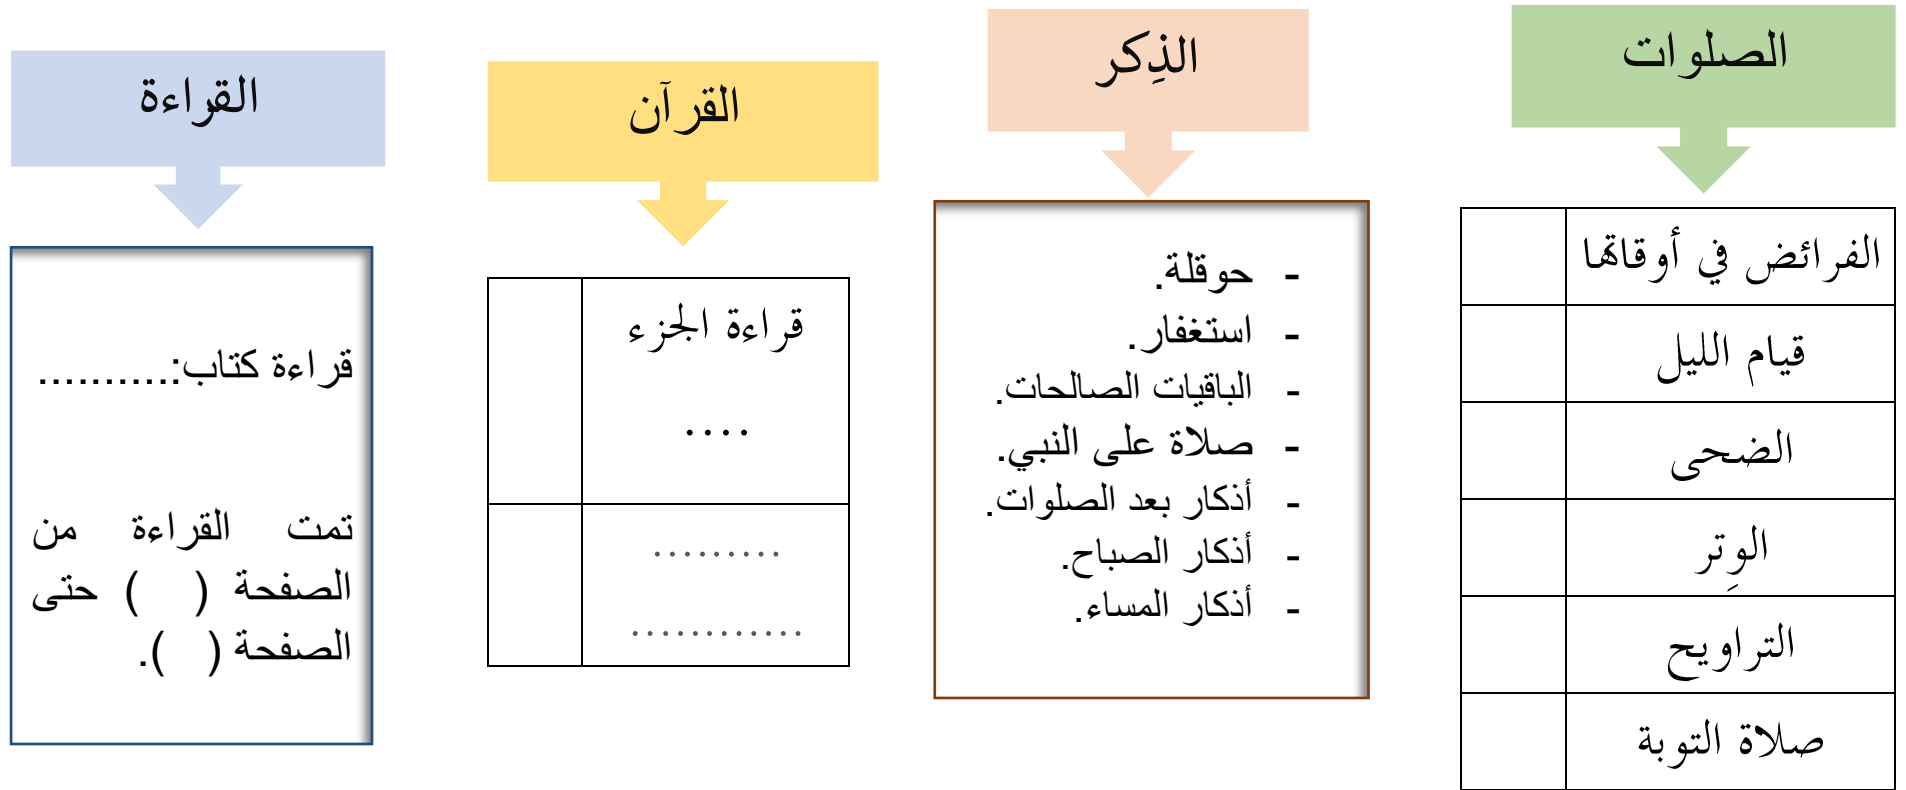 الصلوات
الفرائض في أوقاتها
قيام الليل
الضحى
الوِتر
التراويح
صلاة التوبة
الذِكر
- حوقلة.
- استغفار.
- الباقيات الصالحات.
- صلاة على النبي.
- أذكار بعد الصلوات.
- أذكار الصباح.
- أذكار المساء.
القرآن
قراءة الجزء
....
.........
............
القراءة
قراءة كتاب:..........
تمت القراءة من
الصفحة (   ) حتى
الصفحة (   ).